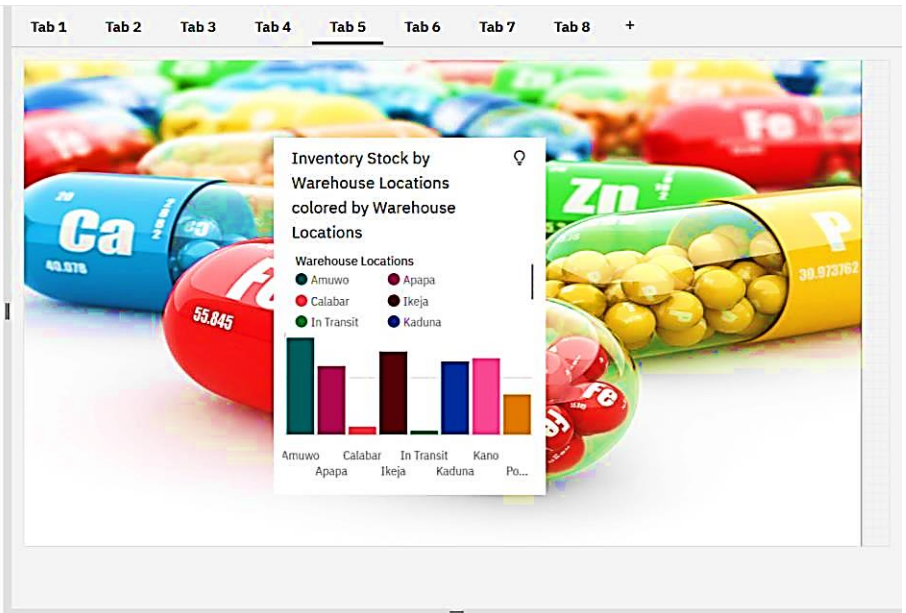 Tab 1 Tab 2 Tab 3 Tab 4 Tab 5 Tab 6 Tab 7 Tab 8 +
Inventory Stock by
Warehouse Locations
colored by Warehouse
Locations
Warehouse Locations
Amuwo Apapa
Calabar Ikeja
In Transit Kaduna
Amuwo Calabar In Transit Kano
Apapa Ikeja Kaduna Po...
Fe
Zn
Ca
20
40.078
P
30.973762
55.845
Fe
Fe